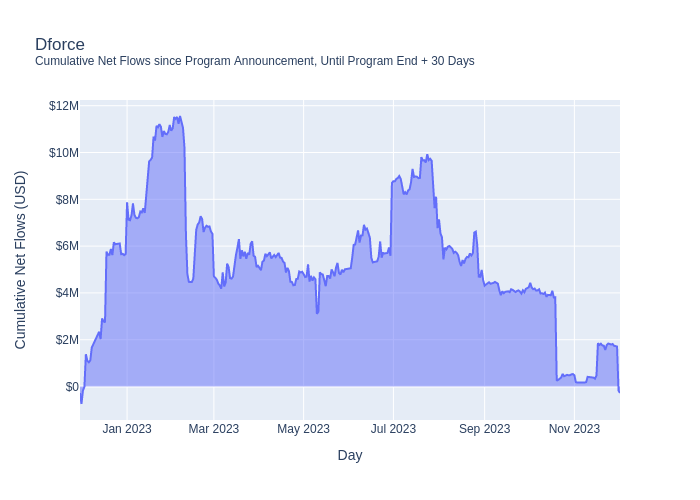 Dforce
Cumulative Net Flows since Program Announcement, Until Program End + 30 Days
Cumulative Net Flows (USD)
$12M
$10M
$8M
$6M
$4M
$2M
$0
Jan 2023 Mar 2023 May 2023 Jul 2023 Sep 2023 Nov 2023
Day